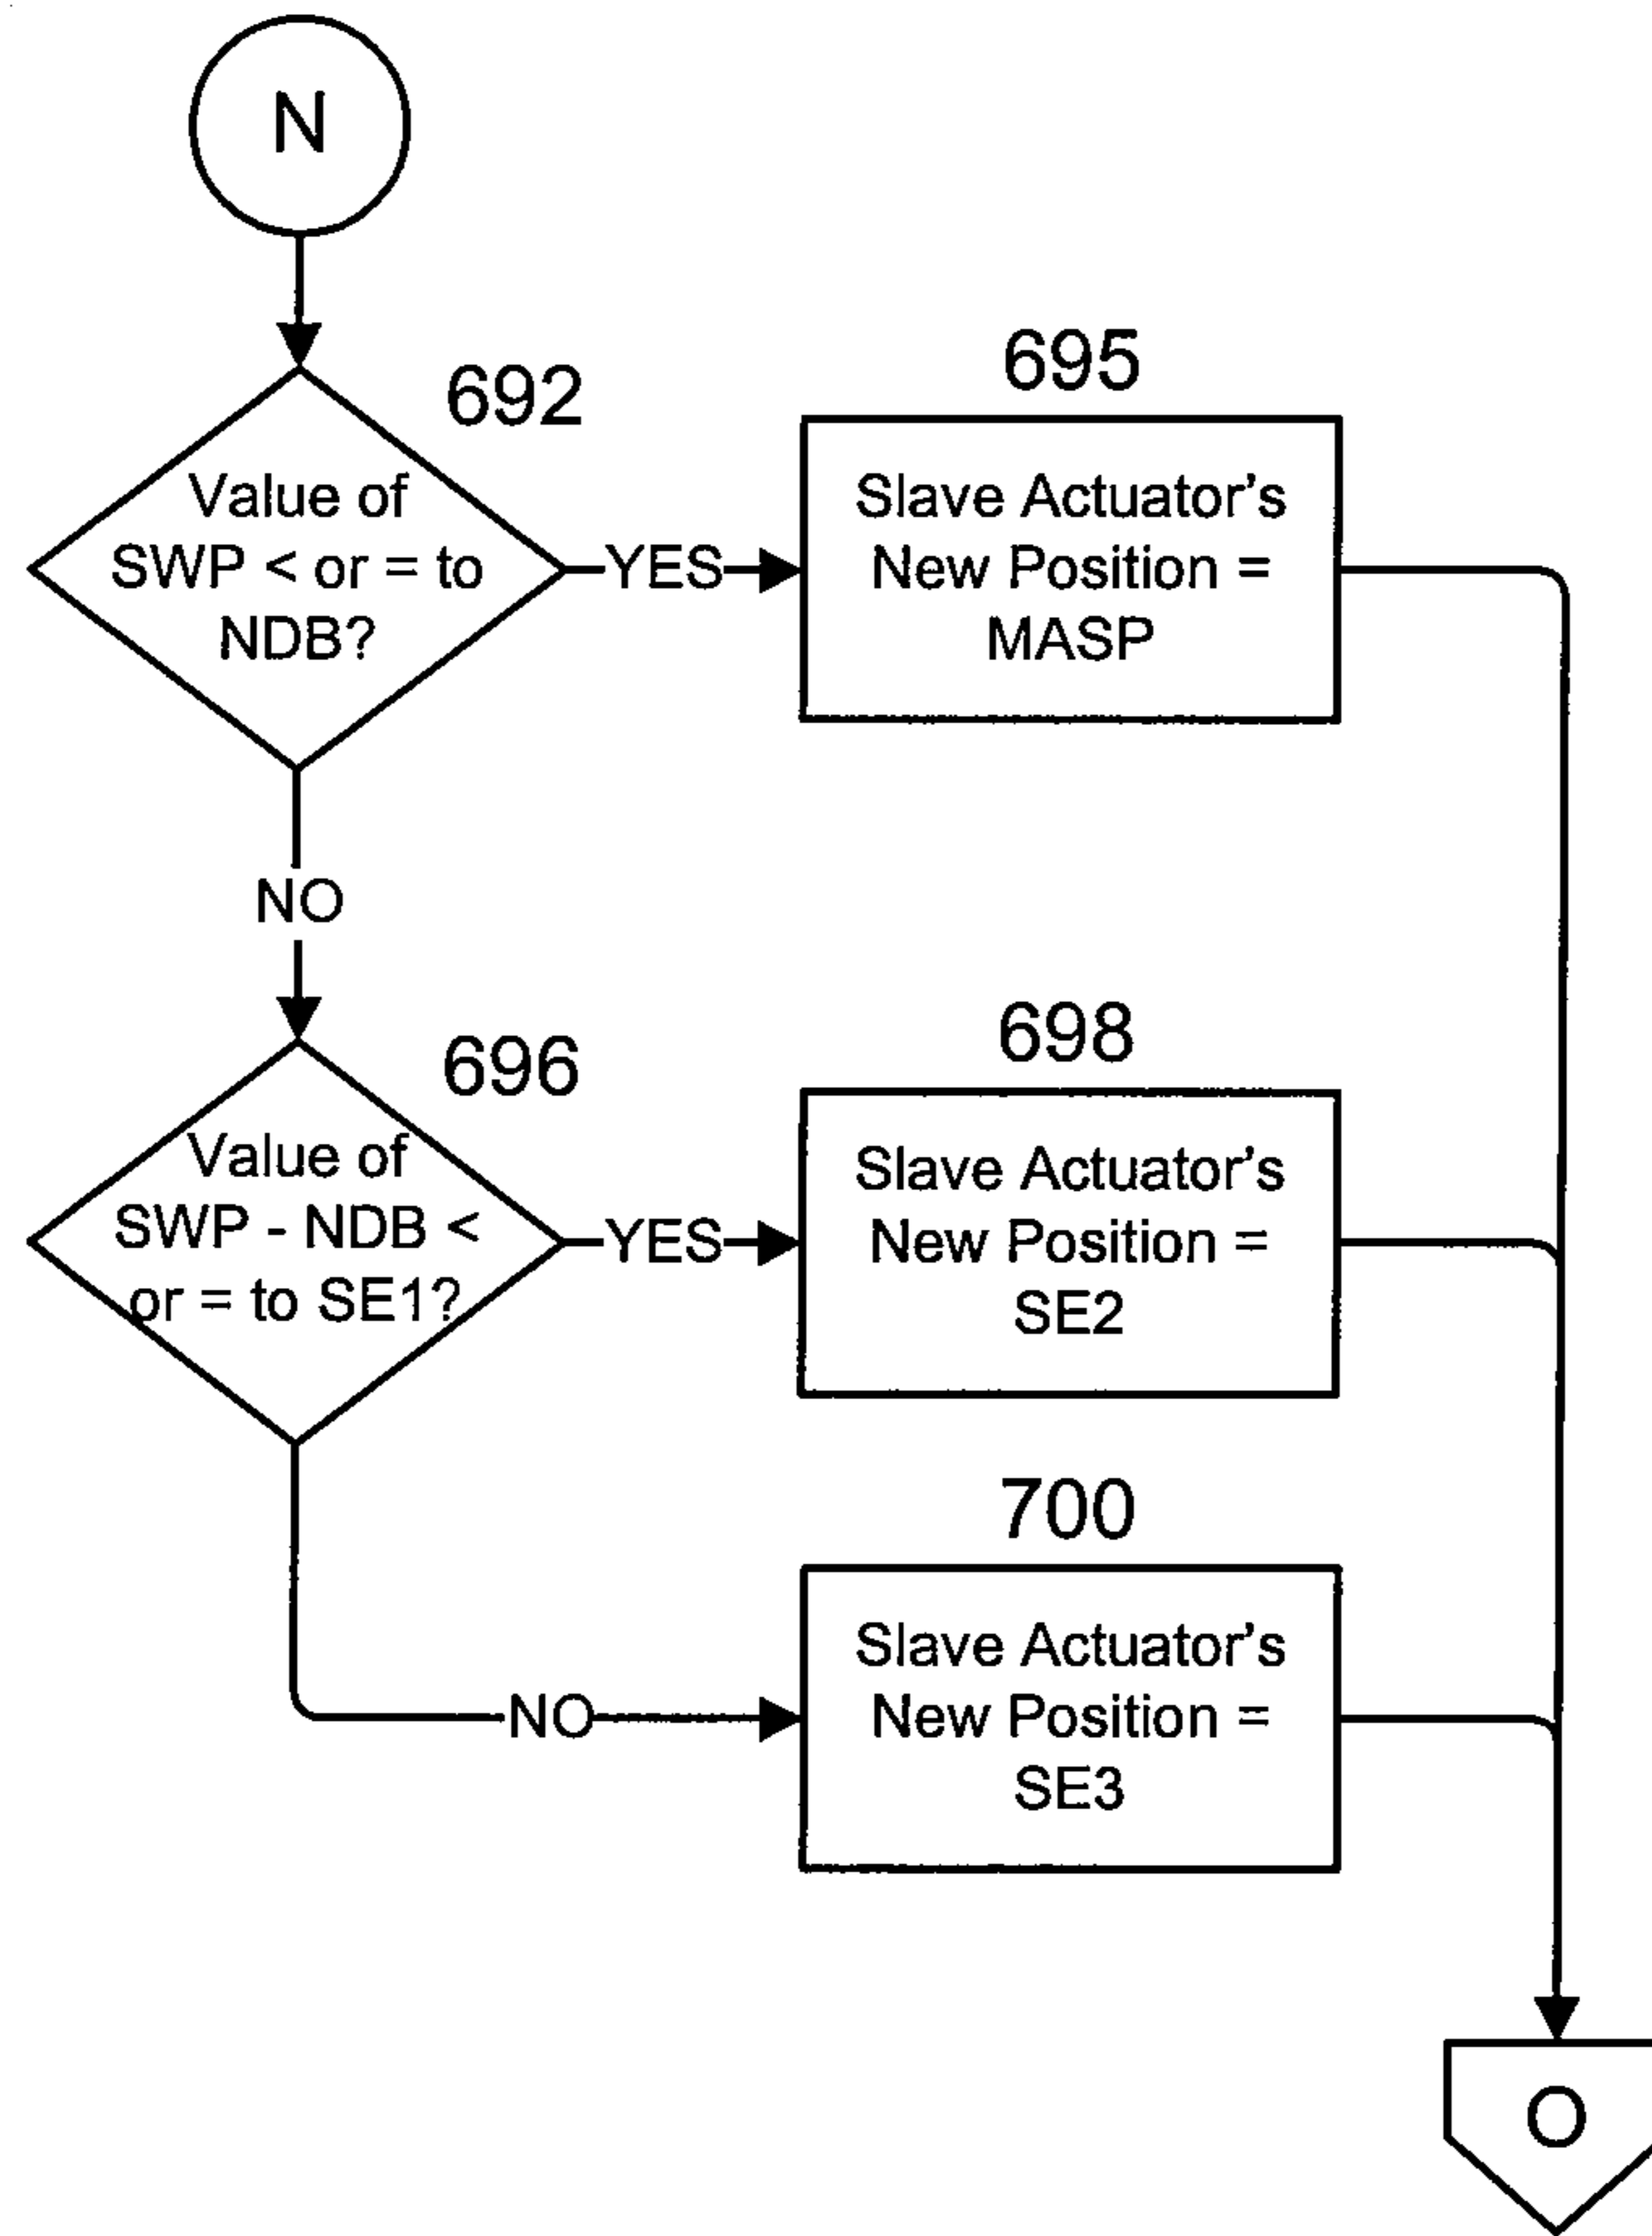 N
692
Value of
SWP < or = to
NDB?
YES
695
Slave Actuator's
New Position =
MASP
NO
696
Value of
SWP - NDB <
or = to SE1?
YES
698
Slave Actuator's
New Position =
SE2
NO
700
Slave Actuator's
New Position =
SE3
O